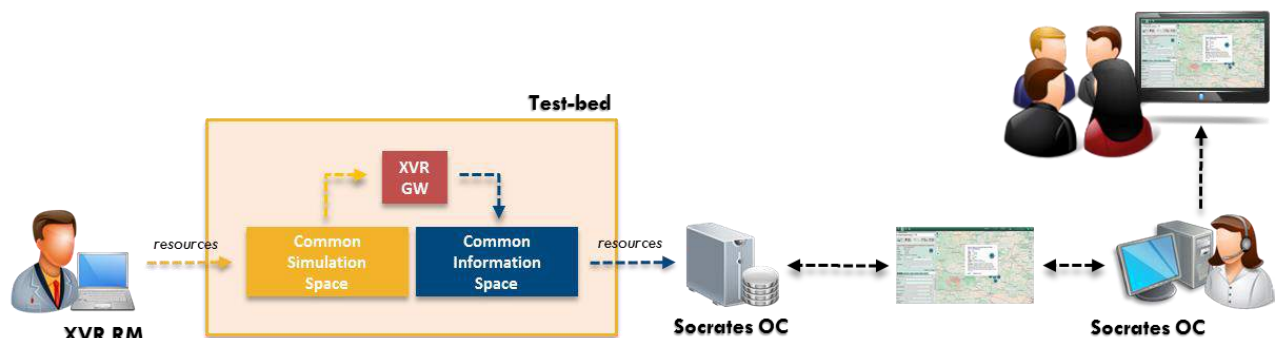 Test-bed
XVR
GW
resources
Common
Simulation
Space
Common
Information
Space
resources
XVR RM
Socrates OC
Socrates OC